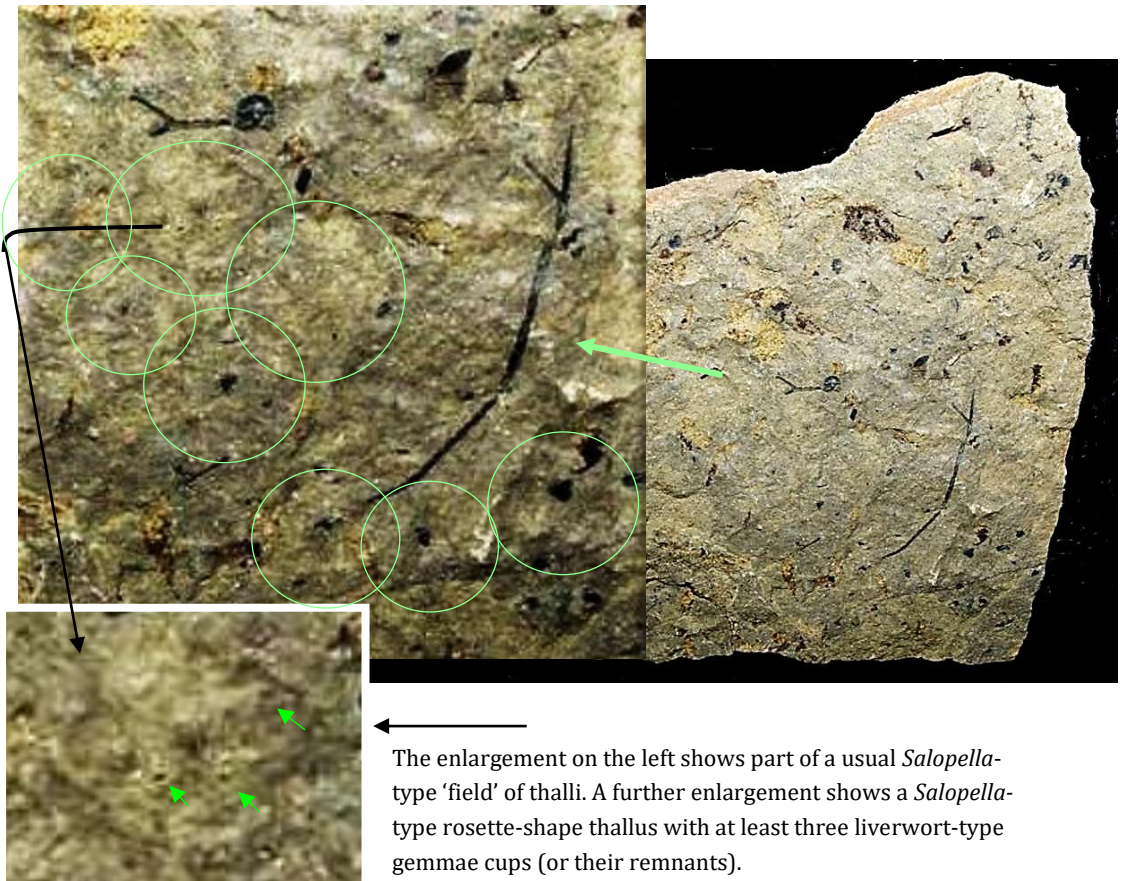 The enlargement on the left shows part of a usual Salopella-
type ‘field’ of thalli. A further enlargement shows a Salopella-
type rosette-shape thallus with at least three liverwort-type
gemmae cups (or their remnants).